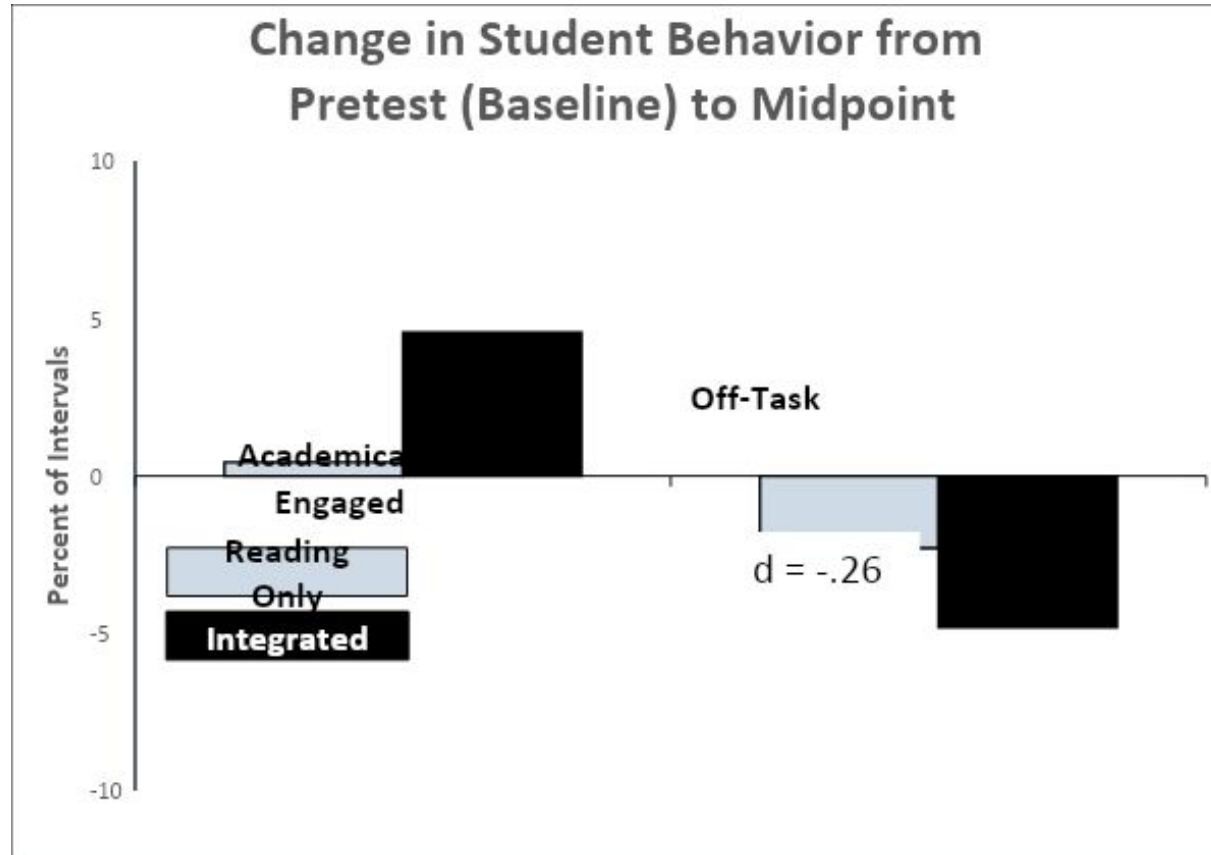 Change in Student Behavior from
Pretest (Baseline) to Midpoint
10
5
0
-5
-10
Percent of Intervals
Academica
Engaged
Off-Task
Reading
Only
Integrated
d = -.26